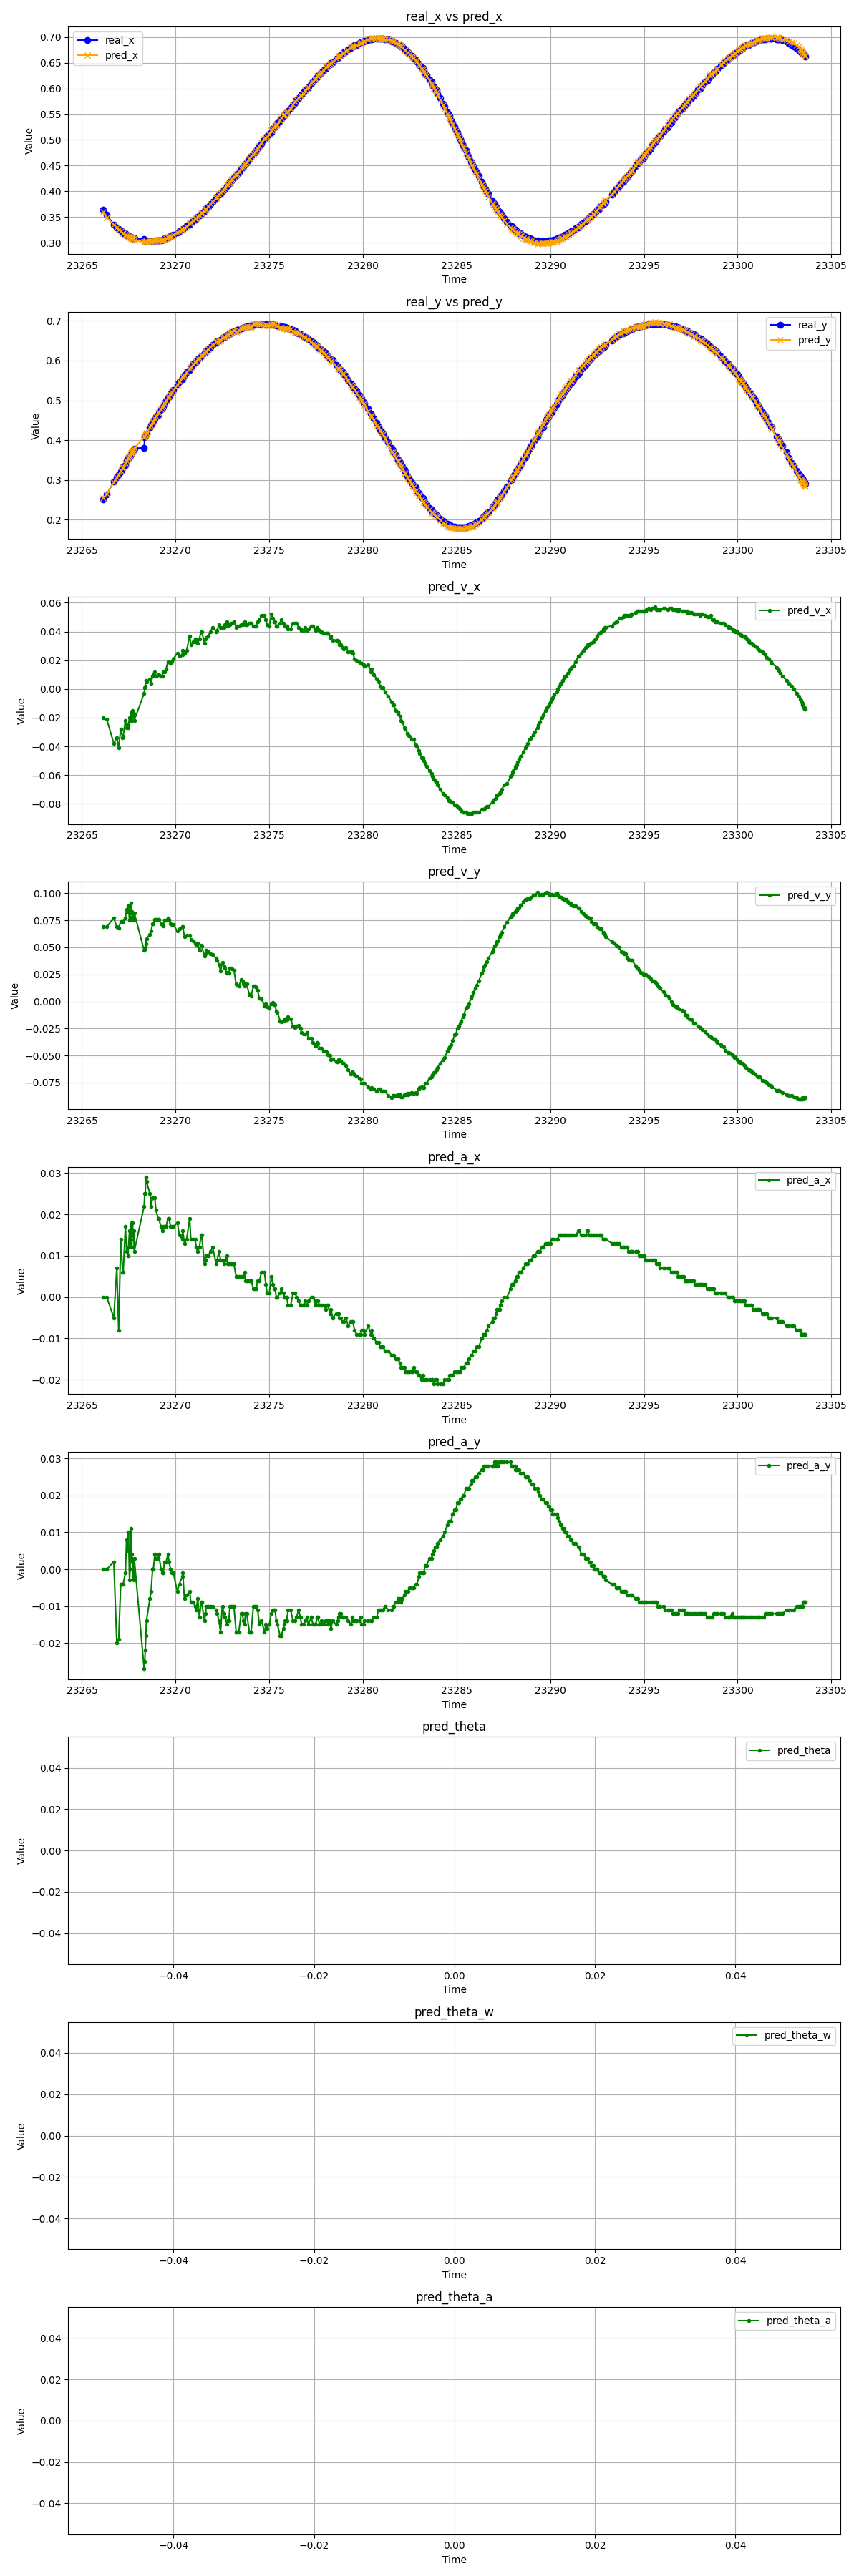 real_x vs pred_x
real_x
pred_x
Value
0.70
0.65
0.60
0.55
0.50
0.45
0.40
0.35
0.30
23265 23270 23275 23280 23285 23290 23295 23300 23305
Time
real_y vs pred_y
real_y
pred_y
Value
0.7
0.6
0.5
0.4
0.3
0.2
23265 23270 23275 23280 23285 23290 23295 23300 23305
Time
pred_v_x
pred_v_x
Value
0.06
0.04
0.02
0.00
−0.02
−0.04
−0.06
−0.08
23265 23270 23275 23280 23285 23290 23295 23300 23305
Time
pred_v_y
pred_v_y
Value
0.100
0.075
0.050
0.025
0.000
−0.025
−0.050
−0.075
23265 23270 23275 23280 23285 23290 23295 23300 23305
Time
pred_a_x
pred_a_x
Value
0.03
0.02
0.01
0.00
−0.01
−0.02
23265 23270 23275 23280 23285 23290 23295 23300 23305
Time
pred_a_y
pred_a_y
Value
0.03
0.02
0.01
0.00
−0.01
−0.02
23265 23270 23275 23280 23285 23290 23295 23300 23305
Time
pred_theta
pred_theta
Value
0.04
0.02
0.00
−0.02
−0.04
−0.04 −0.02 0.00 0.02 0.04
Time
pred_theta_w
pred_theta_w
Value
0.04
0.02
0.00
−0.02
−0.04
−0.04 −0.02 0.00 0.02 0.04
Time
pred_theta_a
pred_theta_a
Value
0.04
0.02
0.00
−0.02
−0.04
−0.04 −0.02 0.00 0.02 0.04
Time